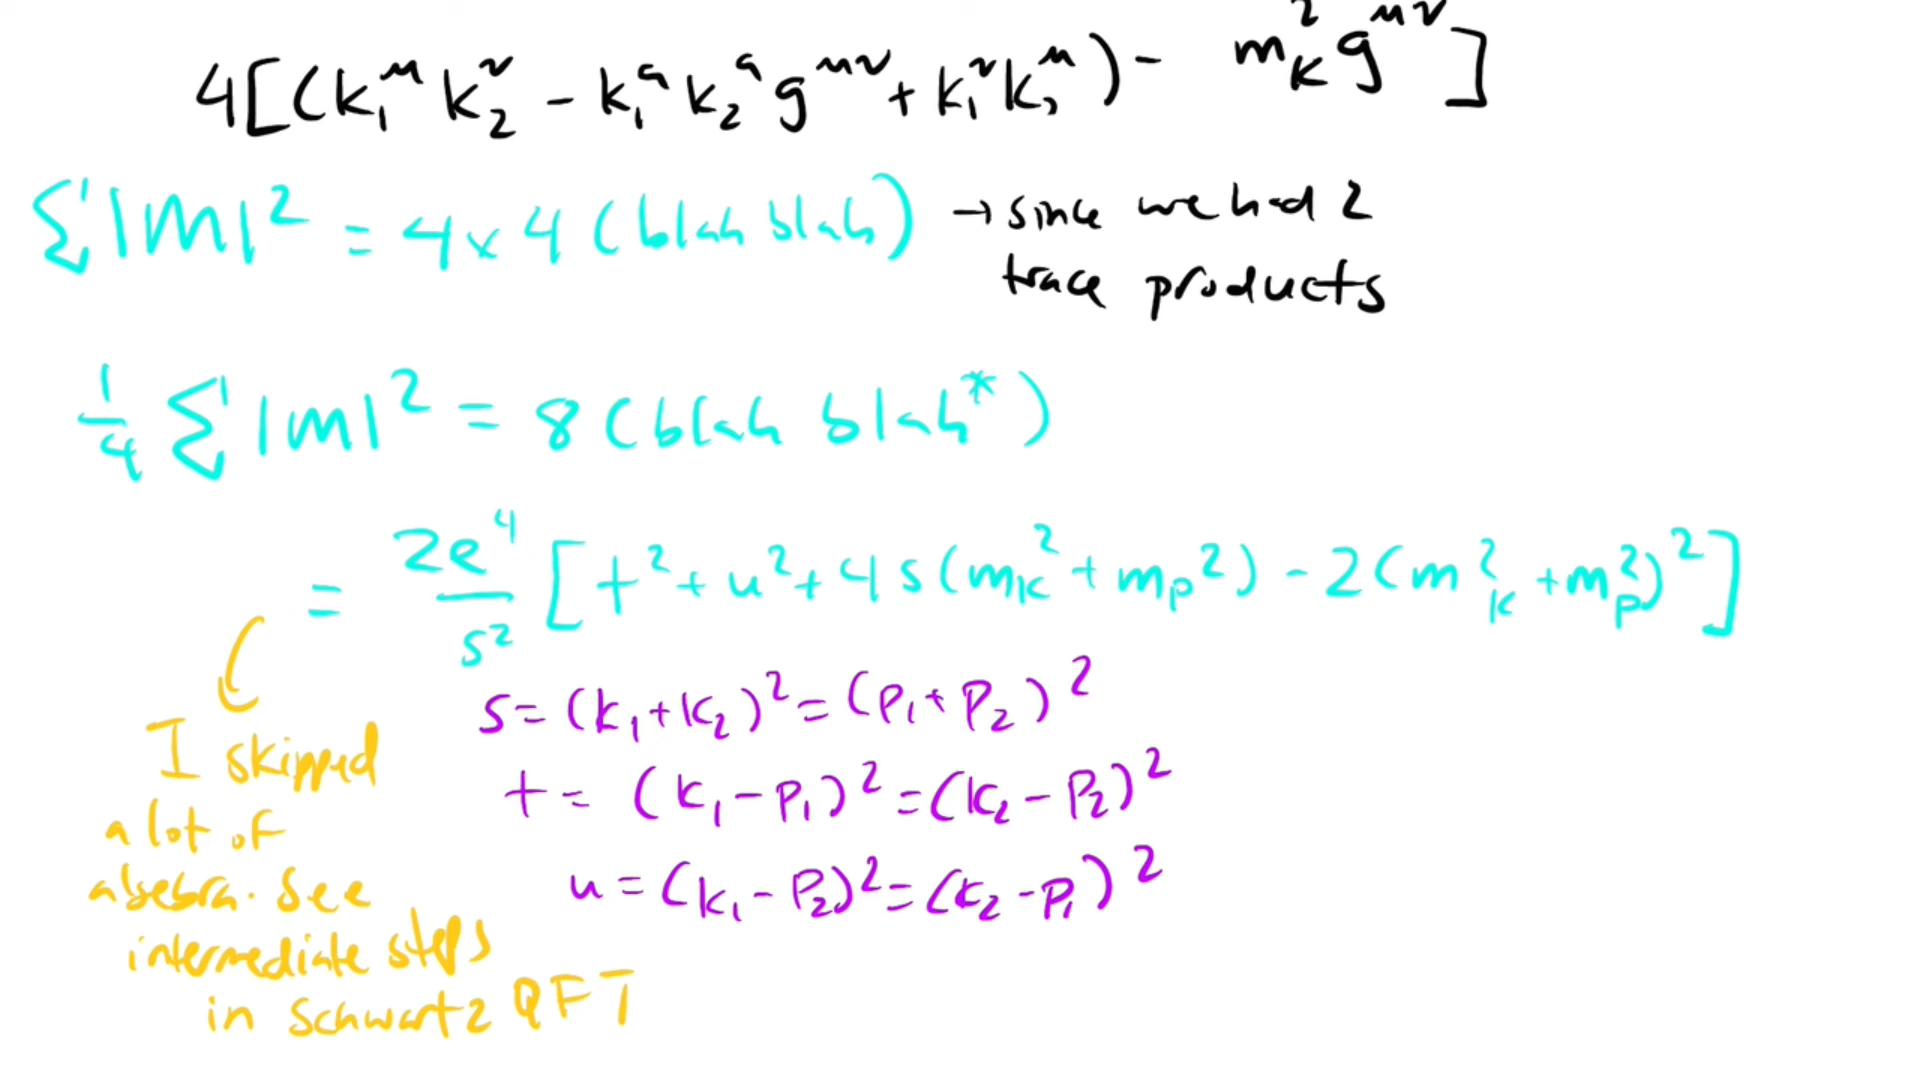 4[(k₁^μ k₂^ν - k₁^α k₂^α g^μν + k₁^ν k₂^μ) - m_K² g^μν]
Σ|M|² = 4 × 4 (blah blah) → since we had 2
trace products
1/4 Σ|M|² = 8 (blah blah*)
= 2e⁴/s² [t² + u² + 4s(m_K² + m_p²) - 2(m_K² + m_p²)²]
s = (k₁ + k₂)² = (p₁ + p₂)²
t = (k₁ - p₁)² = (k₂ - p₂)²
u = (k₁ - p₂)² = (k₂ - p₁)²
I skipped
a lot of
algebra. See
intermediate steps
in Schwartz QFT